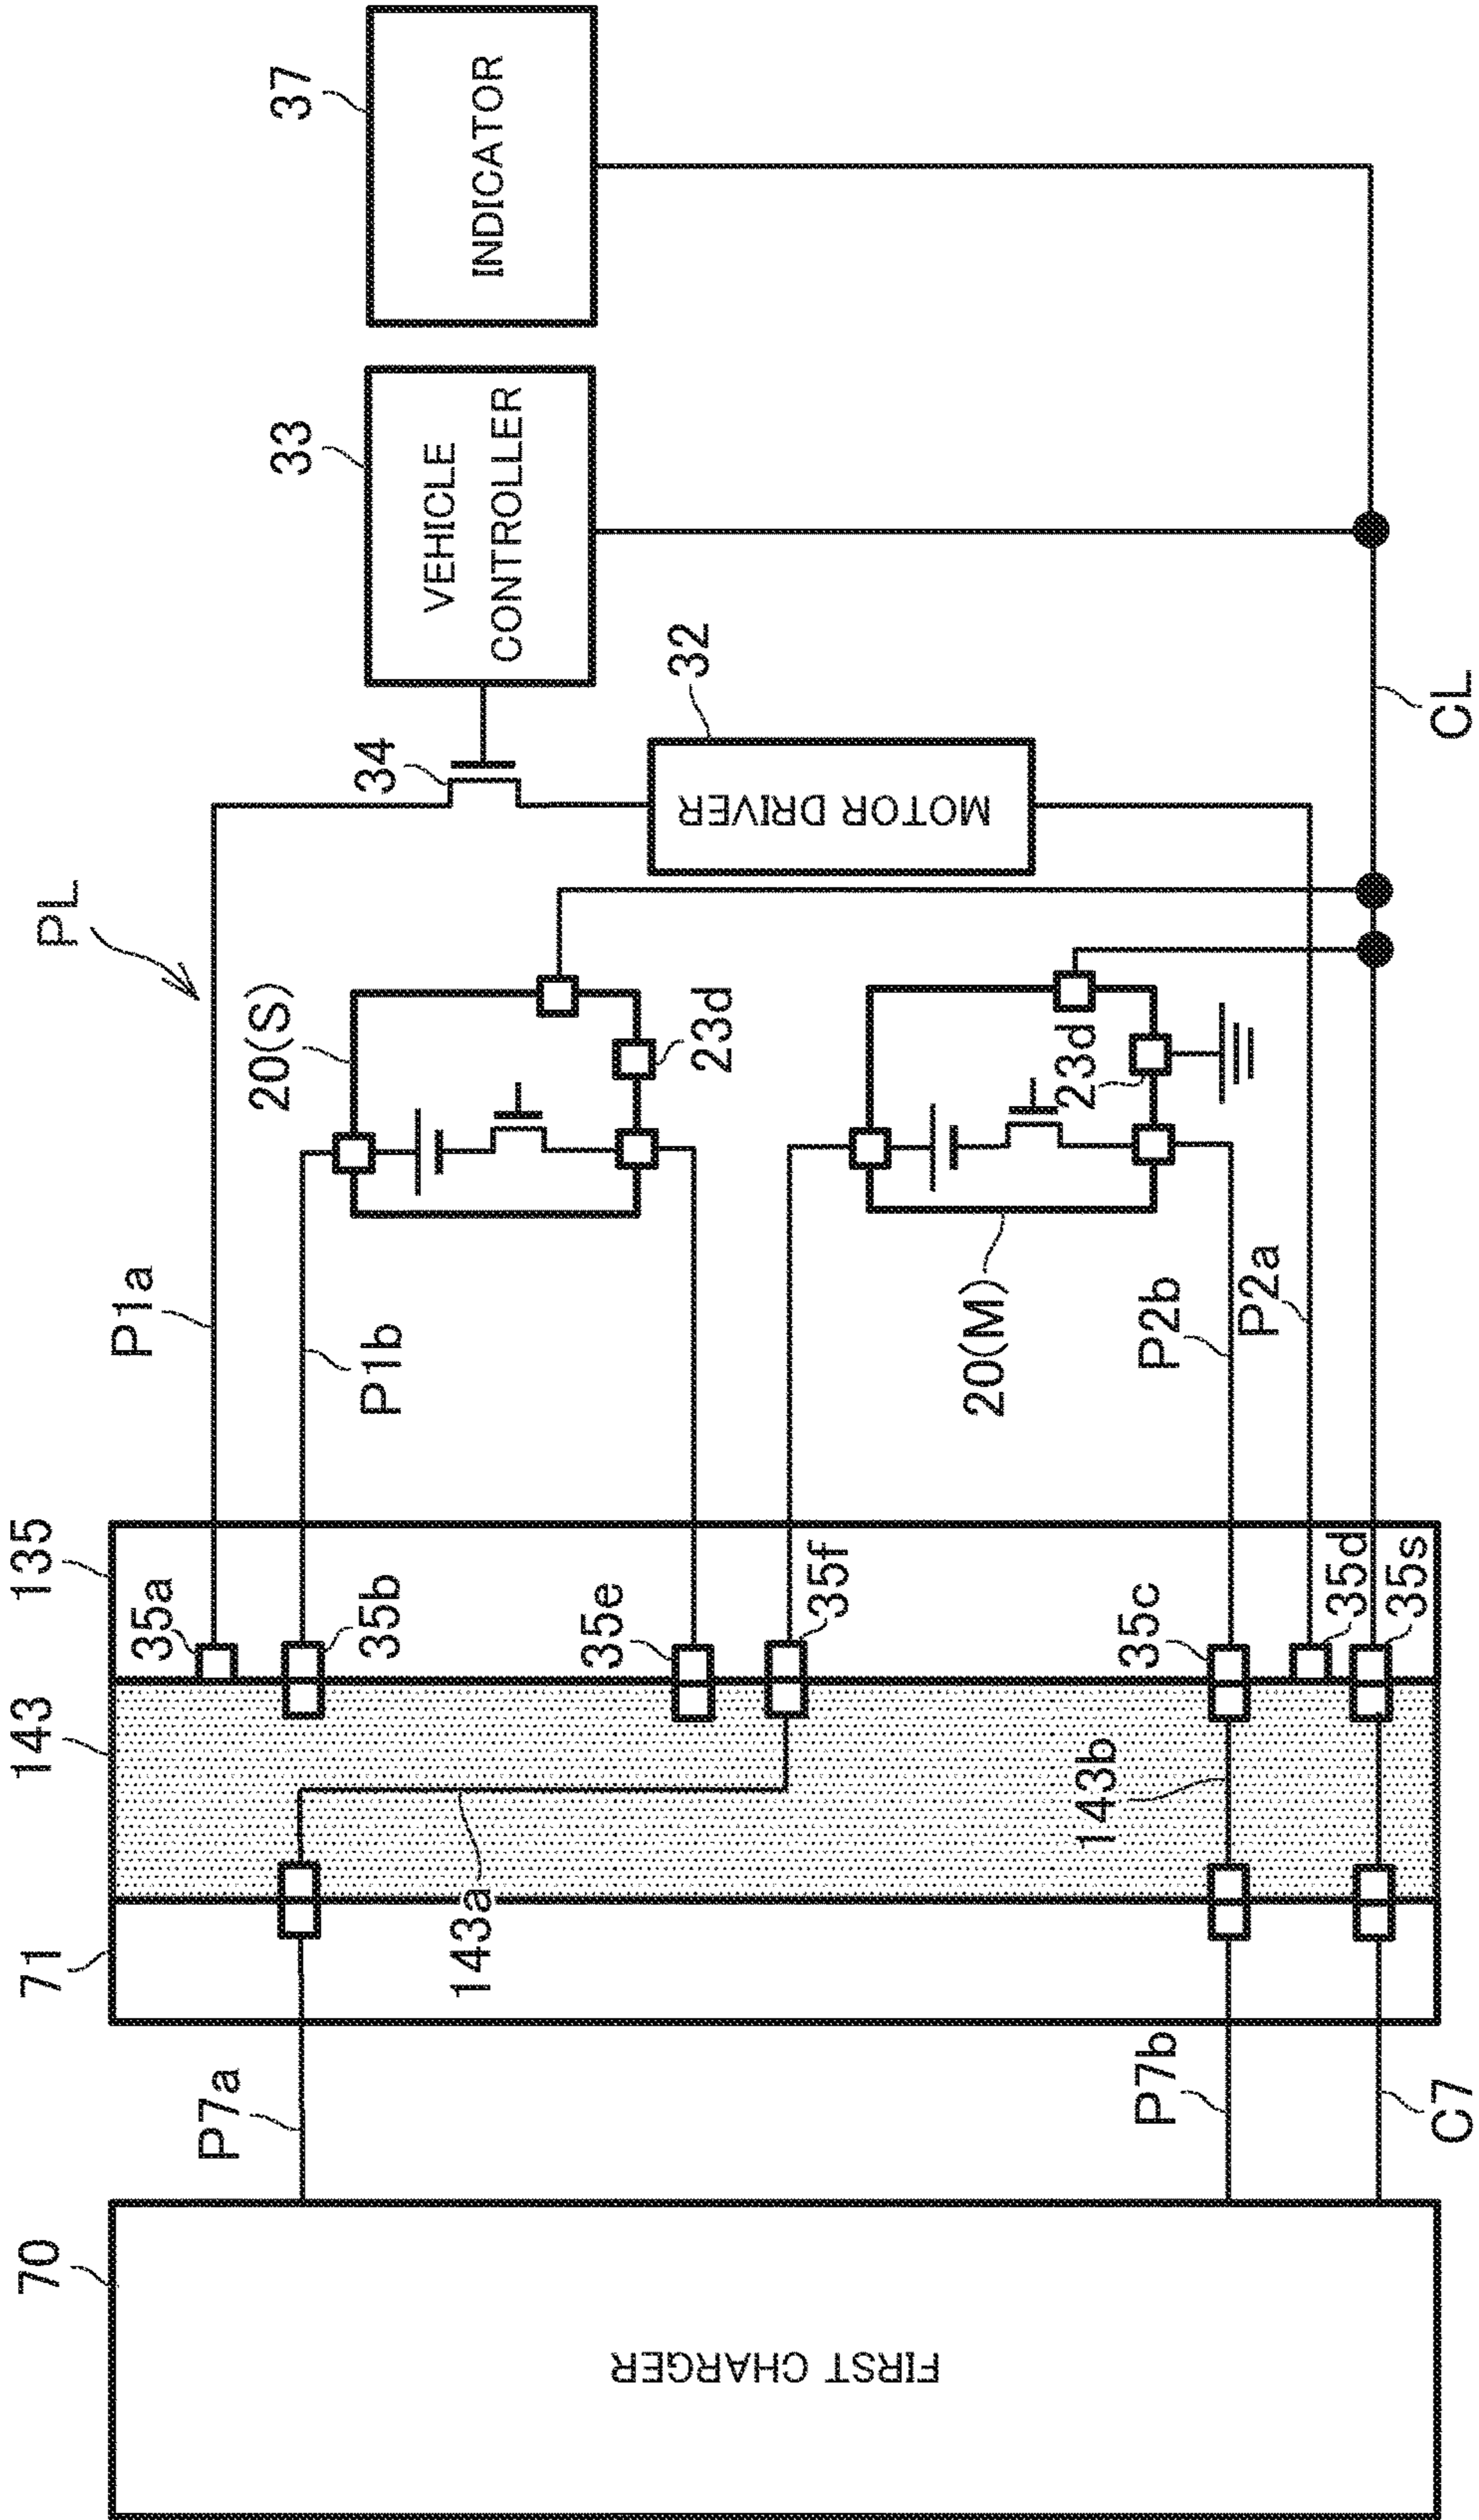 70
FIRST CHARGER
P7a
P7b
C7
71
143
135
143a
143b
35a
35b
35e
35f
35c
35d
35s
P1a
P1b
P2b
P2a
PL
20(S)
23d
20(M)
23d
34
32
MOTOR DRIVER
CL
33
VEHICLE
CONTROLLER
37
INDICATOR